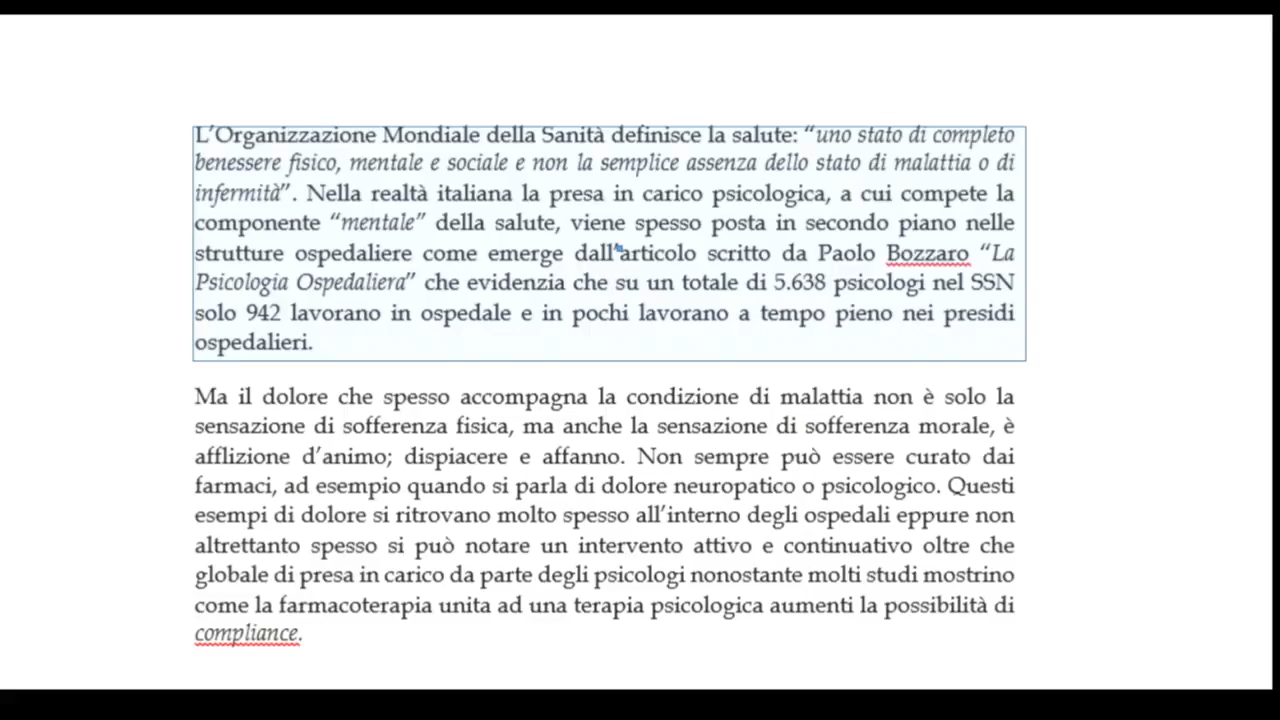 L’Organizzazione Mondiale della Sanità definisce la salute: “uno stato di completo
benessere fisico, mentale e sociale e non la semplice assenza dello stato di malattia o di
infermità”. Nella realtà italiana la presa in carico psicologica, a cui compete la
componente “mentale” della salute, viene spesso posta in secondo piano nelle
strutture ospedaliere come emerge dall’articolo scritto da Paolo Bozzaro “La
Psicologia Ospedaliera” che evidenzia che su un totale di 5.638 psicologi nel SSN
solo 942 lavorano in ospedale e in pochi lavorano a tempo pieno nei presidi
ospedalieri.
Ma il dolore che spesso accompagna la condizione di malattia non è solo la
sensazione di sofferenza fisica, ma anche la sensazione di sofferenza morale, è
afflizione d’animo; dispiacere e affanno. Non sempre può essere curato dai
farmaci, ad esempio quando si parla di dolore neuropatico o psicologico. Questi
esempi di dolore si ritrovano molto spesso all’interno degli ospedali eppure non
altrettanto spesso si può notare un intervento attivo e continuativo oltre che
globale di presa in carico da parte degli psicologi nonostante molti studi mostrino
come la farmacoterapia unita ad una terapia psicologica aumenti la possibilità di
compliance.